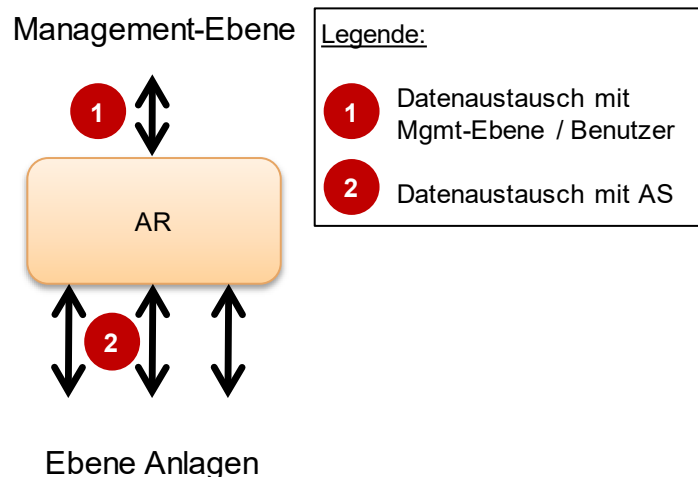 Management-Ebene
1
AR
2
Ebene Anlagen
Legende:
1
Datenaustausch mit
Mgmt-Ebene / Benutzer
2
Datenaustausch mit AS